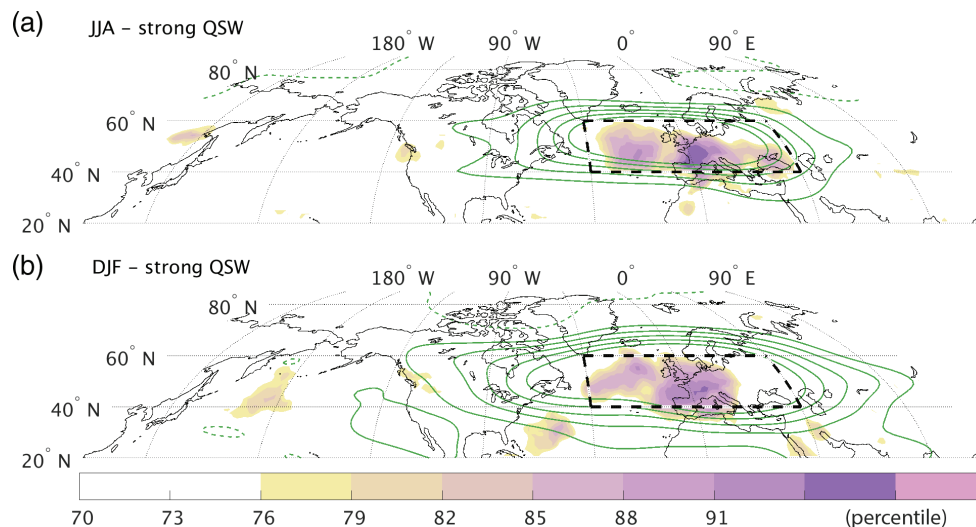 (a) JJA – strong QSW
180° W 90° W 0° 90° E
80° N
60° N
40° N
20° N
(b) DJF – strong QSW
180° W 90° W 0° 90° E
80° N
60° N
40° N
20° N
70 73 76 79 82 85 88 91 (percentile)